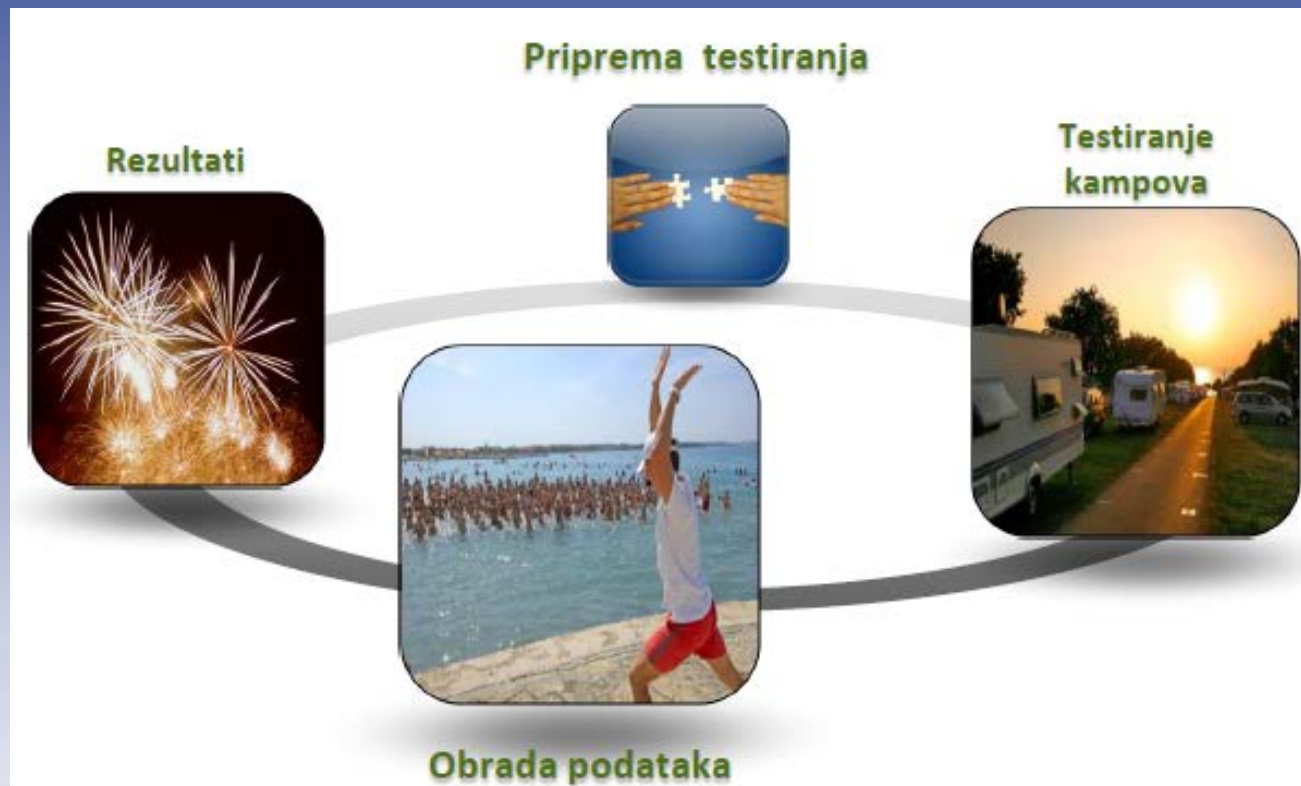 Priprema testiranja
Rezultati
Testiranje
kampova
Obrada podataka